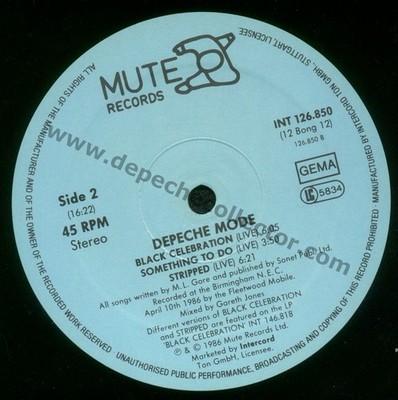 ALL RIGHTS OF THE MANUFACTURER AND OF THE OWNER OF THE RECORDED WORK RESERVED
MANUFACTURED BY INTERCORD TON GMBH, STUTTGART, LICENSEE
UNAUTHORISED PUBLIC PERFORMANCE, BROADCASTING AND COPYING OF THIS RECORD PROHIBITED
MUTE
RECORDS
INT 126.850
(12 Bong 12)
126.850 B
GEMA
LC 5834
Side 2
(16:22)
45 RPM
Stereo
DEPECHE MODE
BLACK CELEBRATION (LIVE) 6:05
SOMETHING TO DO (LIVE) 3:50
STRIPPED (LIVE) 6:21
All songs written by M.L. Gore and published by Sonet Publ. Ltd.
Recorded at the Birmingham N.E.C.
April 10th 1986 by the Fleetwood Mobile.
Mixed by Gareth Jones
Different versions of BLACK CELEBRATION
and STRIPPED are featured on the LP
'BLACK CELEBRATION' INT 146.818
℗ & © 1986 Mute Records Ltd.
Marketed by Intercord
Ton GmbH, Licensee.